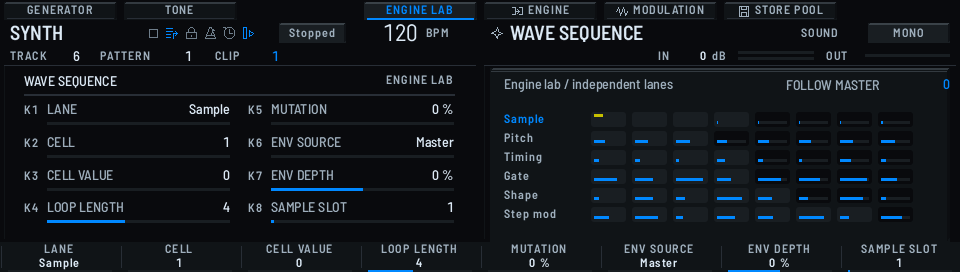 GENERATOR TONE ENGINE LAB ENGINE MODULATION STORE POOL
SYNTH Stopped 120 BPM WAVE SEQUENCE SOUND MONO
TRACK 6 PATTERN 1 CLIP 1 IN 0 dB OUT
WAVE SEQUENCE ENGINE LAB
K1 LANE Sample K5 MUTATION 0 %
K2 CELL 1 K6 ENV SOURCE Master
K3 CELL VALUE 0 K7 ENV DEPTH 0 %
K4 LOOP LENGTH 4 K8 SAMPLE SLOT 1
Engine lab / independent lanes FOLLOW MASTER 0
Sample
Pitch
Timing
Gate
Shape
Step mod
LANE CELL CELL VALUE LOOP LENGTH MUTATION ENV SOURCE ENV DEPTH SAMPLE SLOT
Sample 1 0 4 0 % Master 0 % 1